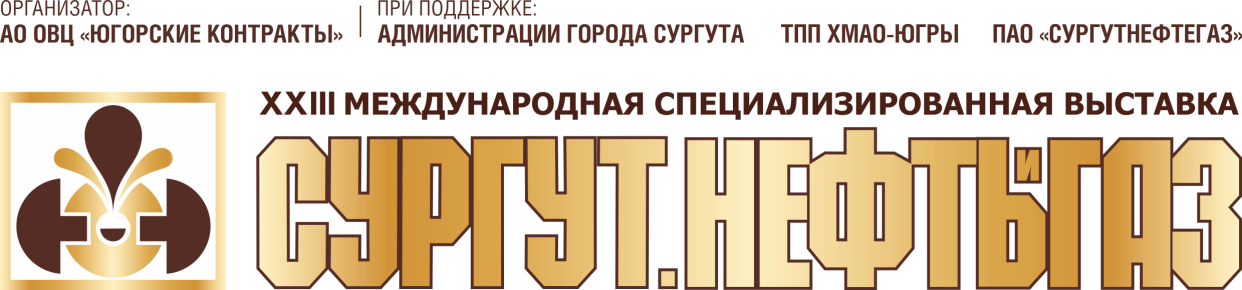 ОРГАНИЗАТОР:
АО ОВЦ «ЮГОРСКИЕ КОНТРАКТЫ»
ПРИ ПОДДЕРЖКЕ:
АДМИНИСТРАЦИИ ГОРОДА СУРГУТА ТПП ХМАО-ЮГРЫ ПАО «СУРГУТНЕФТЕГАЗ»
XXIII МЕЖДУНАРОДНАЯ СПЕЦИАЛИЗИРОВАННАЯ ВЫСТАВКА
СУРГУТ.НЕФТЬ И ГАЗ